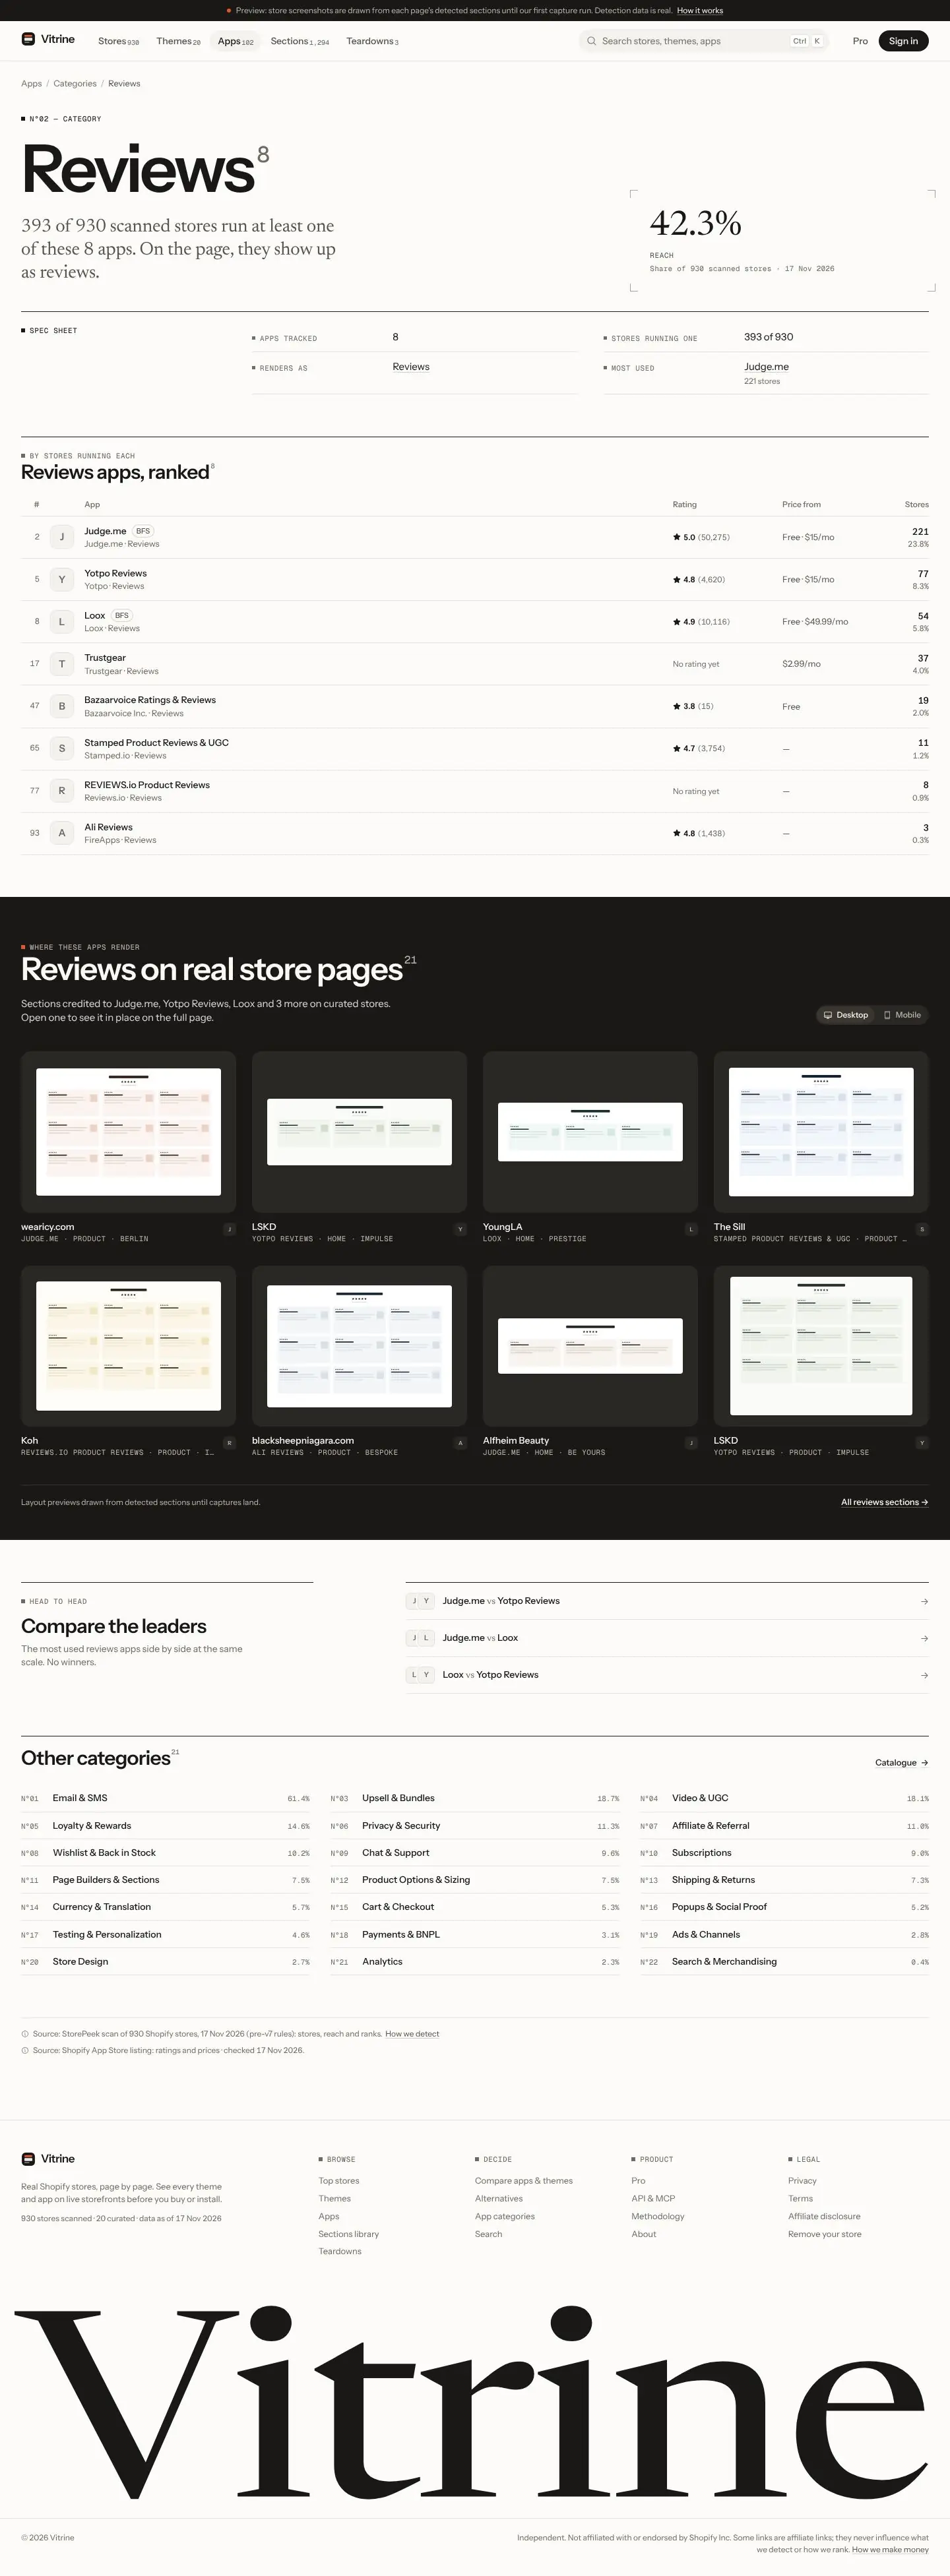 Preview: store screenshots are drawn from each page's detected sections until our first capture run. Detection data is real. How it works
Vitrine
Stores 930
Themes 20
Apps 102
Sections 1,294
Teardowns 3
Search stores, themes, apps
Ctrl K
Pro
Sign in
Apps / Categories / Reviews
N°02 — CATEGORY
Reviews 8
393 of 930 scanned stores run at least one
of these 8 apps. On the page, they show up
as reviews.
42.3%
REACH
Share of 930 scanned stores · 17 Nov 2026
SPEC SHEET
APPS TRACKED 8
STORES RUNNING ONE 393 of 930
RENDERS AS Reviews
MOST USED Judge.me
221 stores
BY STORES RUNNING EACH
Reviews apps, ranked 8
# App Rating Price from Stores
2 J Judge.me BFS 5.0 (50,275) Free · $15/mo 221
Judge.me · Reviews 23.8%
5 Y Yotpo Reviews 4.8 (4,620) Free · $15/mo 77
Yotpo · Reviews 8.3%
8 L Loox BFS 4.9 (10,116) Free · $49.99/mo 54
Loox · Reviews 5.8%
17 T Trustgear No rating yet $2.99/mo 37
Trustgear · Reviews 4.0%
47 B Bazaarvoice Ratings & Reviews 3.8 (15) Free 19
Bazaarvoice Inc. · Reviews 2.0%
65 S Stamped Product Reviews & UGC 4.7 (3,754) — 11
Stamped.io · Reviews 1.2%
77 R REVIEWS.io Product Reviews No rating yet — 8
Reviews.io · Reviews 0.9%
93 A Ali Reviews 4.8 (1,438) — 3
FireApps · Reviews 0.3%
WHERE THESE APPS RENDER
Reviews on real store pages 21
Sections credited to Judge.me, Yotpo Reviews, Loox and 3 more on curated stores.
Open one to see it in place on the full page.
Desktop
Mobile
wearicy.com J
JUDGE.ME · PRODUCT · BERLIN
LSKD Y
YOTPO REVIEWS · HOME · IMPULSE
YoungLA L
LOOX · HOME · PRESTIGE
The Sill S
STAMPED PRODUCT REVIEWS & UGC · PRODUCT …
Koh R
REVIEWS.IO PRODUCT REVIEWS · PRODUCT · I…
blacksheepniagara.com A
ALI REVIEWS · PRODUCT · BESPOKE
Alfheim Beauty J
JUDGE.ME · HOME · BE YOURS
LSKD Y
YOTPO REVIEWS · PRODUCT · IMPULSE
Layout previews drawn from detected sections until captures land.
All reviews sections →
HEAD TO HEAD
Compare the leaders
The most used reviews apps side by side at the same
scale. No winners.
J Y Judge.me vs Yotpo Reviews →
J L Judge.me vs Loox →
L Y Loox vs Yotpo Reviews →
Other categories 21
Catalogue →
N°01 Email & SMS 61.4%
N°03 Upsell & Bundles 18.7%
N°04 Video & UGC 18.1%
N°05 Loyalty & Rewards 14.6%
N°06 Privacy & Security 11.3%
N°07 Affiliate & Referral 11.0%
N°08 Wishlist & Back in Stock 10.2%
N°09 Chat & Support 9.6%
N°10 Subscriptions 9.0%
N°11 Page Builders & Sections 7.5%
N°12 Product Options & Sizing 7.5%
N°13 Shipping & Returns 7.3%
N°14 Currency & Translation 5.7%
N°15 Cart & Checkout 5.3%
N°16 Popups & Social Proof 5.2%
N°17 Testing & Personalization 4.6%
N°18 Payments & BNPL 3.1%
N°19 Ads & Channels 2.8%
N°20 Store Design 2.7%
N°21 Analytics 2.3%
N°22 Search & Merchandising 0.4%
Source: StorePeek scan of 930 Shopify stores, 17 Nov 2026 (pre-v7 rules): stores, reach and ranks. How we detect
Source: Shopify App Store listing: ratings and prices · checked 17 Nov 2026.
Vitrine
Real Shopify stores, page by page. See every theme
and app on live storefronts before you buy or install.
930 stores scanned · 20 curated · data as of 17 Nov 2026
BROWSE
Top stores
Themes
Apps
Sections library
Teardowns
DECIDE
Compare apps & themes
Alternatives
App categories
Search
PRODUCT
Pro
API & MCP
Methodology
About
LEGAL
Privacy
Terms
Affiliate disclosure
Remove your store
Vitrine
© 2026 Vitrine
Independent. Not affiliated with or endorsed by Shopify Inc. Some links are affiliate links; they never influence what
we detect or how we rank. How we make money